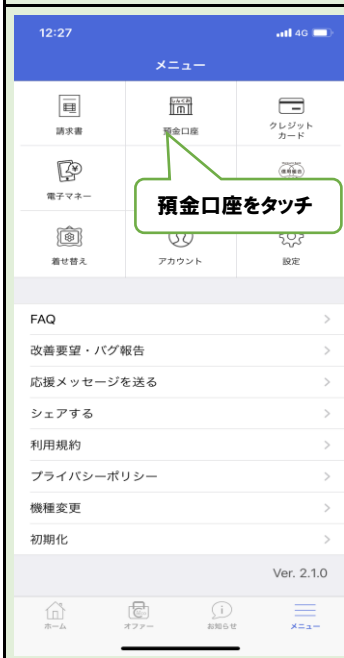 12:27
4G
メニュー
請求書
預金口座
クレジット
カード
電子マネー
預金口座をタッチ
着せ替え
アカウント
設定
FAQ
改善要望・バグ報告
応援メッセージを送る
シェアする
利用規約
プライバシーポリシー
機種変更
初期化
Ver. 2.1.0
ホーム
オファー
お知らせ
メニュー